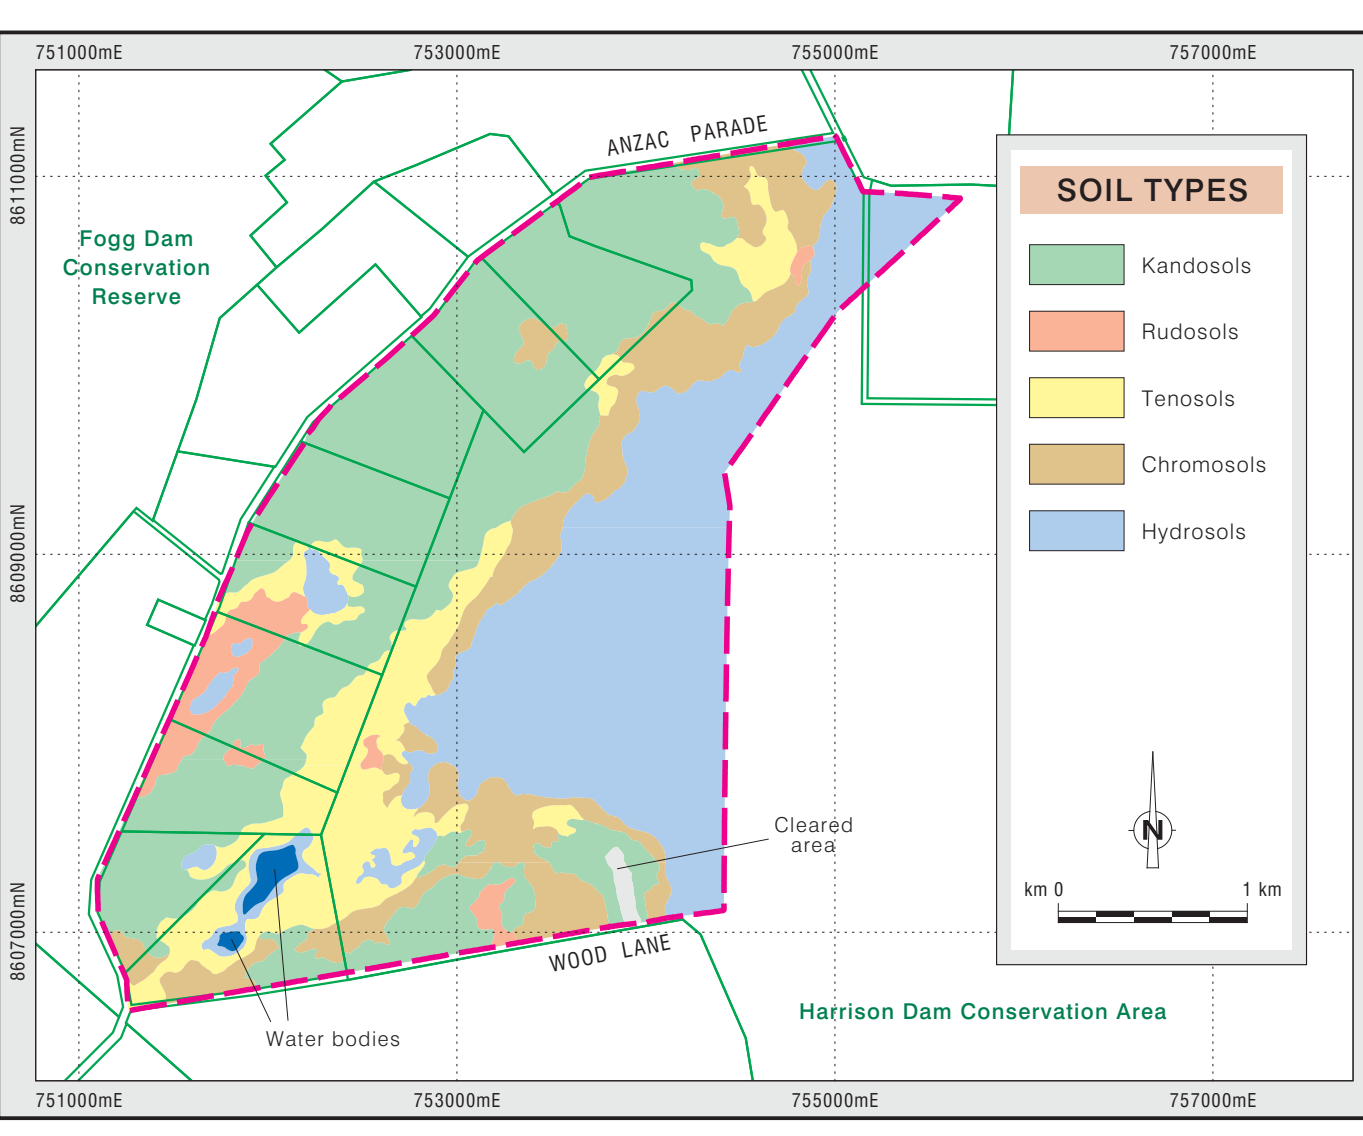 751000mE 753000mE 755000mE 757000mE
8611000mN
8609000mN
8607000mN
ANZAC PARADE
Fogg Dam
Conservation
Reserve
SOIL TYPES
Kandosols
Rudosols
Tenosols
Chromosols
Hydrosols
N
km 0 1 km
Cleared
area
WOOD LANE
Harrison Dam Conservation Area
Water bodies
751000mE 753000mE 755000mE 757000mE